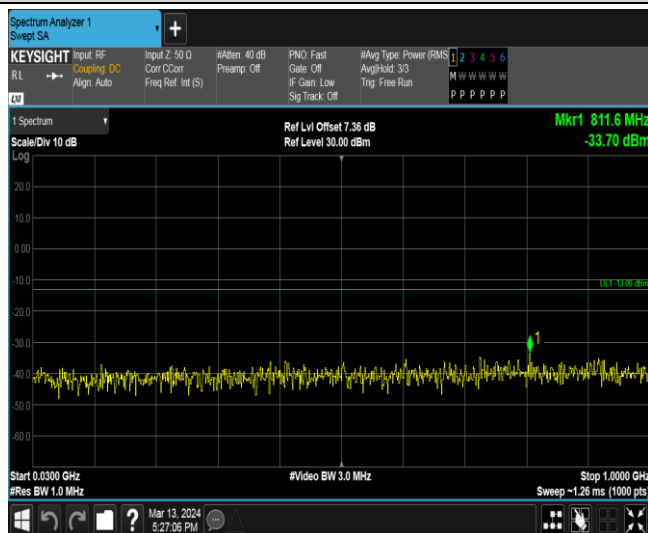 Spectrum Analyzer 1
Swept SA
+
KEYSIGHT
RL
LXI
Input: RF
Coupling: DC
Align: Auto
Input Z: 50 Ω
Corr CCorr
Freq Ref: Int (S)
#Atten: 40 dB
Preamp: Off
PNO: Fast
Gate: Off
IF Gain: Low
Sig Track: Off
#Avg Type: Power (RMS
Avg|Hold: 3/3
Trig: Free Run
1 2 3 4 5 6
M W W W W W
P P P P P P
1 Spectrum
Scale/Div 10 dB
Log
Ref Lvl Offset 7.36 dB
Ref Level 30.00 dBm
Mkr1 811.6 MHz
-33.70 dBm
20.0
10.0
0.00
-10.0
DL1 -13.00 dBm
-20.0
-30.0
1
-40.0
-50.0
-60.0
Start 0.0300 GHz
#Res BW 1.0 MHz
#Video BW 3.0 MHz
Stop 1.0000 GHz
Sweep ~1.26 ms (1000 pts)
?
Mar 13, 2024
5:27:06 PM